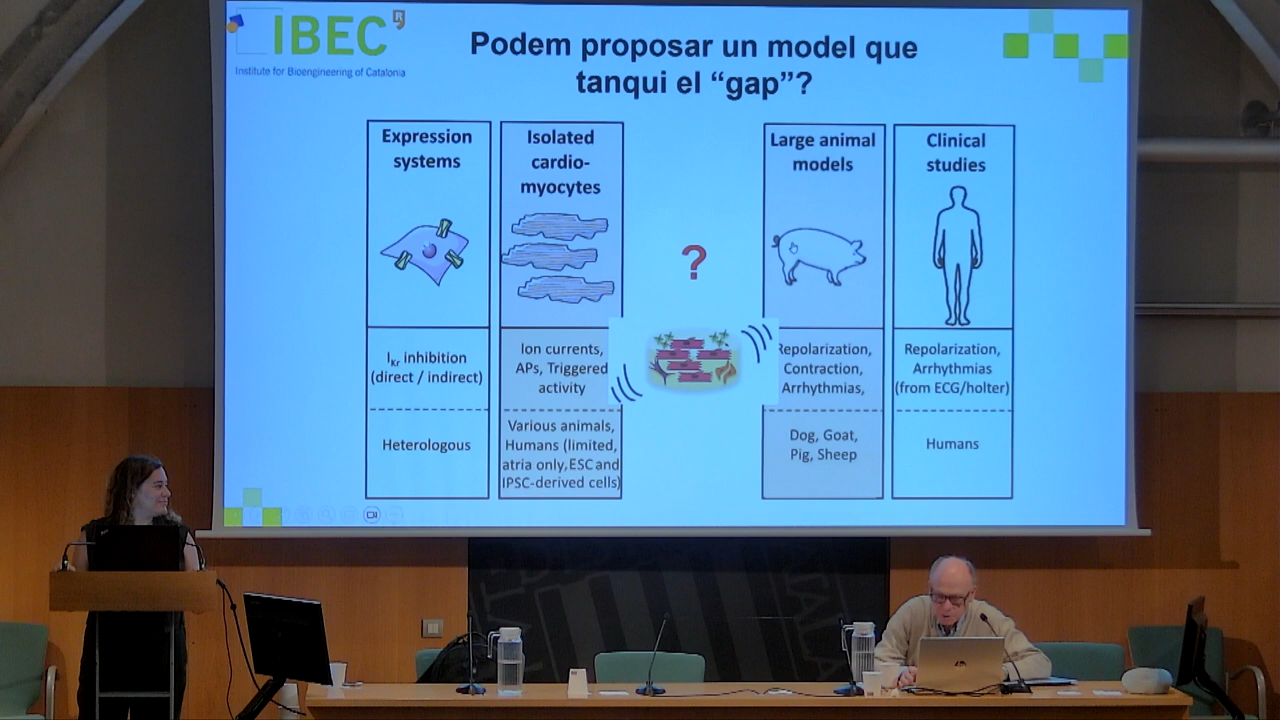 IBEC
R
Institute for Bioengineering of Catalonia
Podem proposar un model que
tanqui el “gap”?
Expression
systems
IKr inhibition
(direct / indirect)
Heterologous
Isolated
cardio-
myocytes
Ion currents,
APs, Triggered
activity
Various animals,
Humans (limited,
atria only,ESC and
IPSC-derived cells)
?
Large animal
models
Repolarization,
Contraction,
Arrhythmias,
Dog, Goat,
Pig, Sheep
Clinical
studies
Repolarization,
Arrhythmias
(from ECG/holter)
Humans
hp